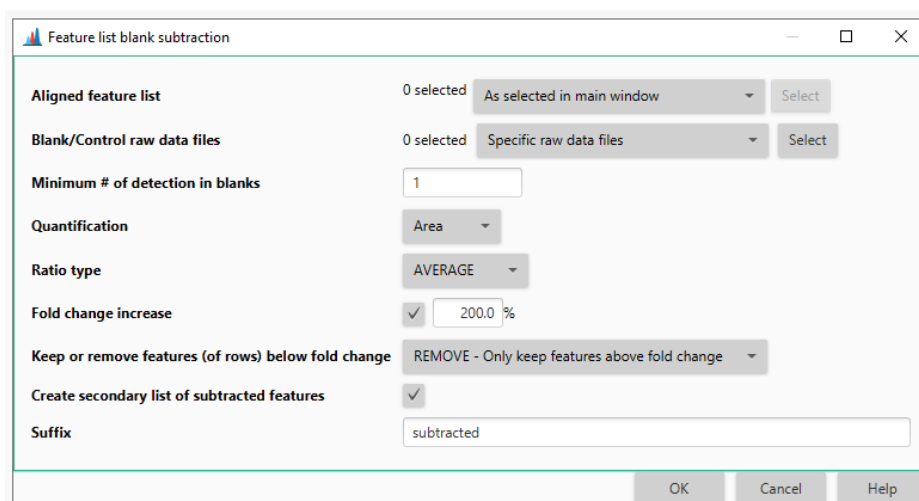 Feature list blank subtraction
Aligned feature list 0 selected As selected in main window Select
Blank/Control raw data files 0 selected Specific raw data files Select
Minimum # of detection in blanks 1
Quantification Area
Ratio type AVERAGE
Fold change increase 200.0 %
Keep or remove features (of rows) below fold change REMOVE - Only keep features above fold change
Create secondary list of subtracted features
Suffix subtracted
OK Cancel Help